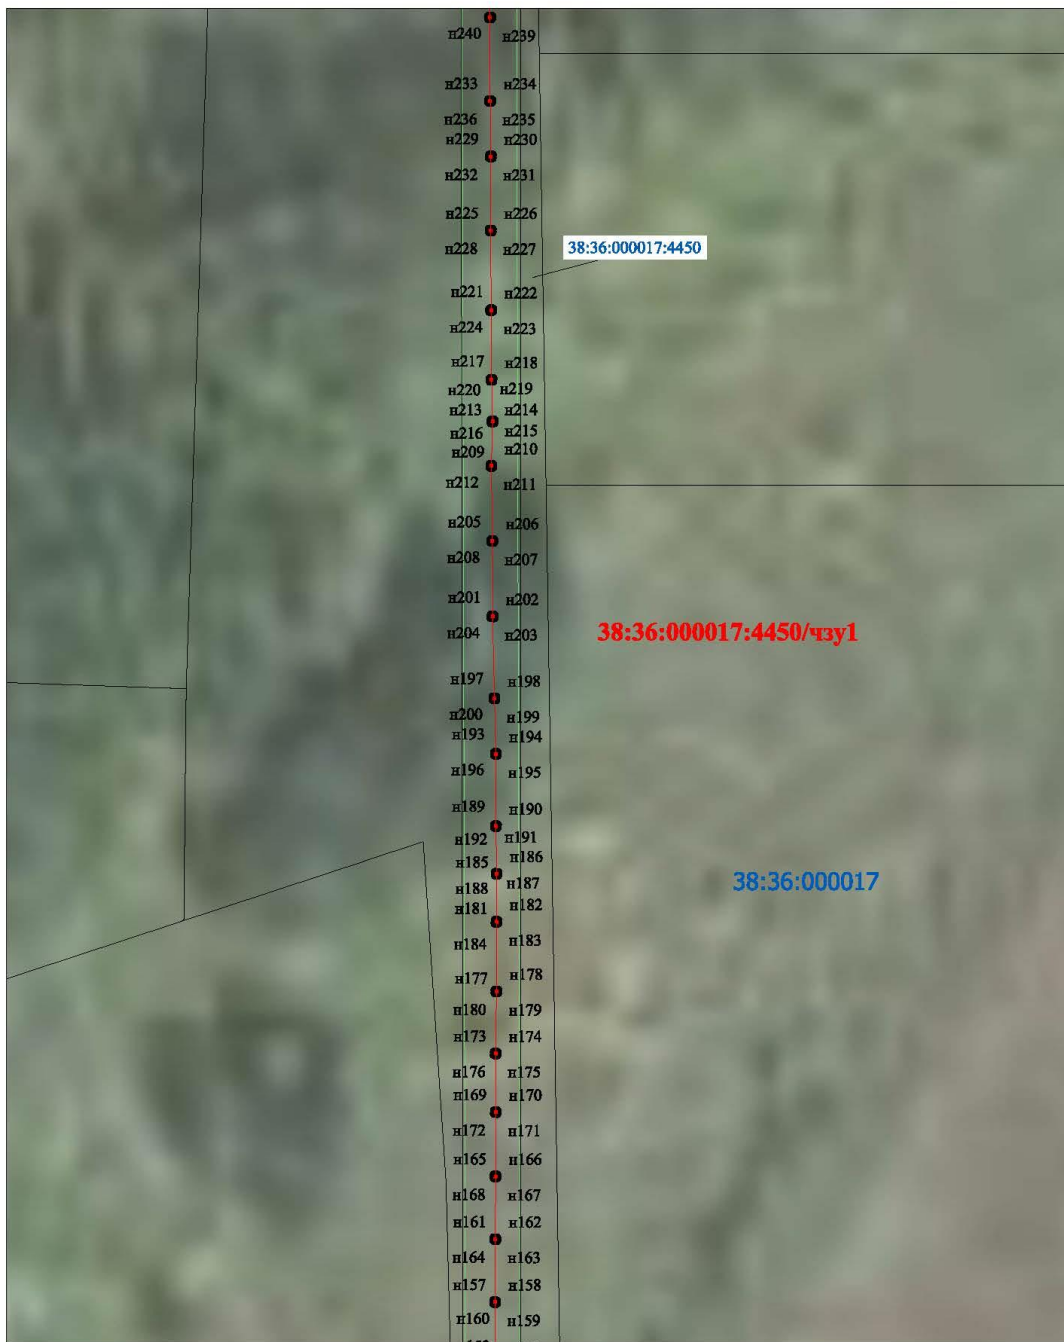 н240 н239
н233 н234
н236 н235
н229 н230
н232 н231
н225 н226
н228 н227
38:36:000017:4450
н221 н222
н224 н223
н217 н218
н220 н219
н213 н214
н216 н215
н209 н210
н212 н211
н205 н206
н208 н207
н201 н202
н204 н203
38:36:000017:4450/чзу1
н197 н198
н200 н199
н193 н194
н196 н195
н189 н190
н192 н191
н185 н186
н188 н187
38:36:000017
н181 н182
н184 н183
н177 н178
н180 н179
н173 н174
н176 н175
н169 н170
н172 н171
н165 н166
н168 н167
н161 н162
н164 н163
н157 н158
н160 н159